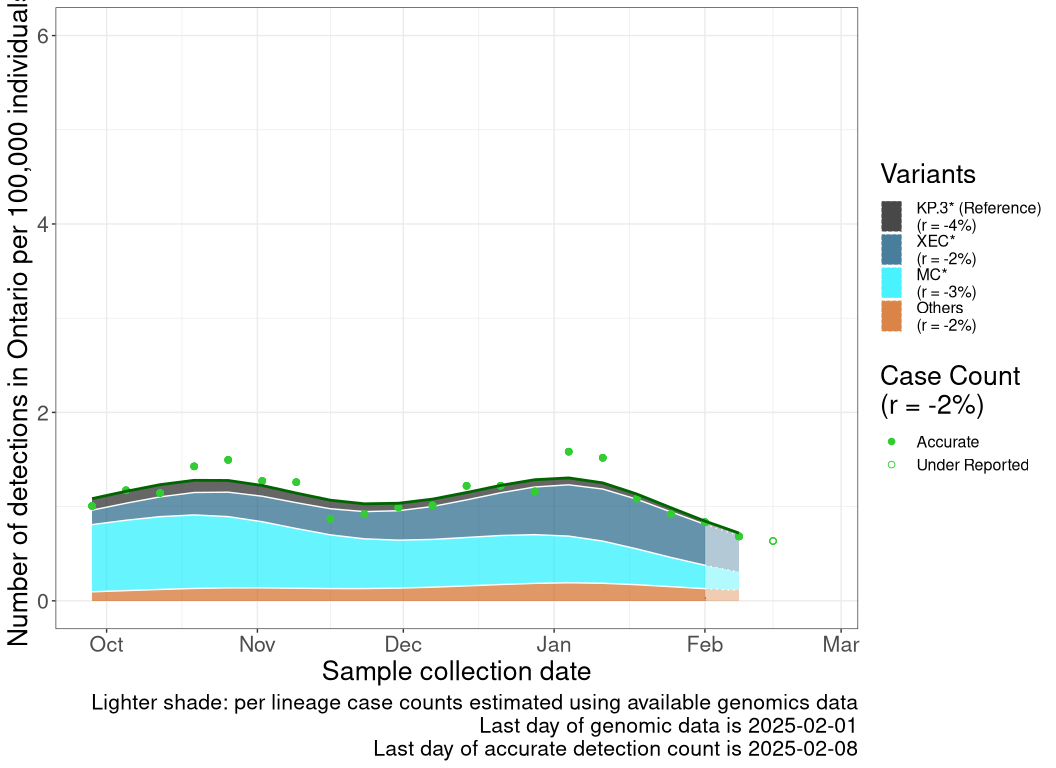 Number of detections in Ontario per 100,000 individuals
6
4
2
0
Oct Nov Dec Jan Feb Mar
Sample collection date
Lighter shade: per lineage case counts estimated using available genomics data
Last day of genomic data is 2025-02-01
Last day of accurate detection count is 2025-02-08
Variants
KP.3* (Reference)
(r = -4%)
XEC*
(r = -2%)
MC*
(r = -3%)
Others
(r = -2%)
Case Count
(r = -2%)
Accurate
Under Reported